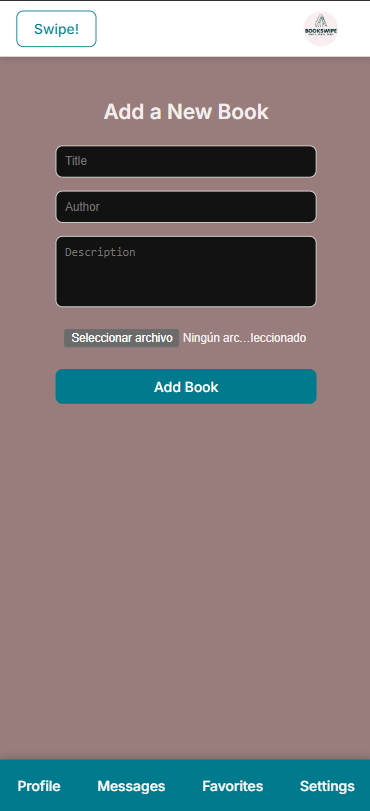 Swipe!
BOOKSWIPE
Add a New Book
Title
Author
Description
Seleccionar archivo Ningún arc...leccionado
Add Book
Profile Messages Favorites Settings